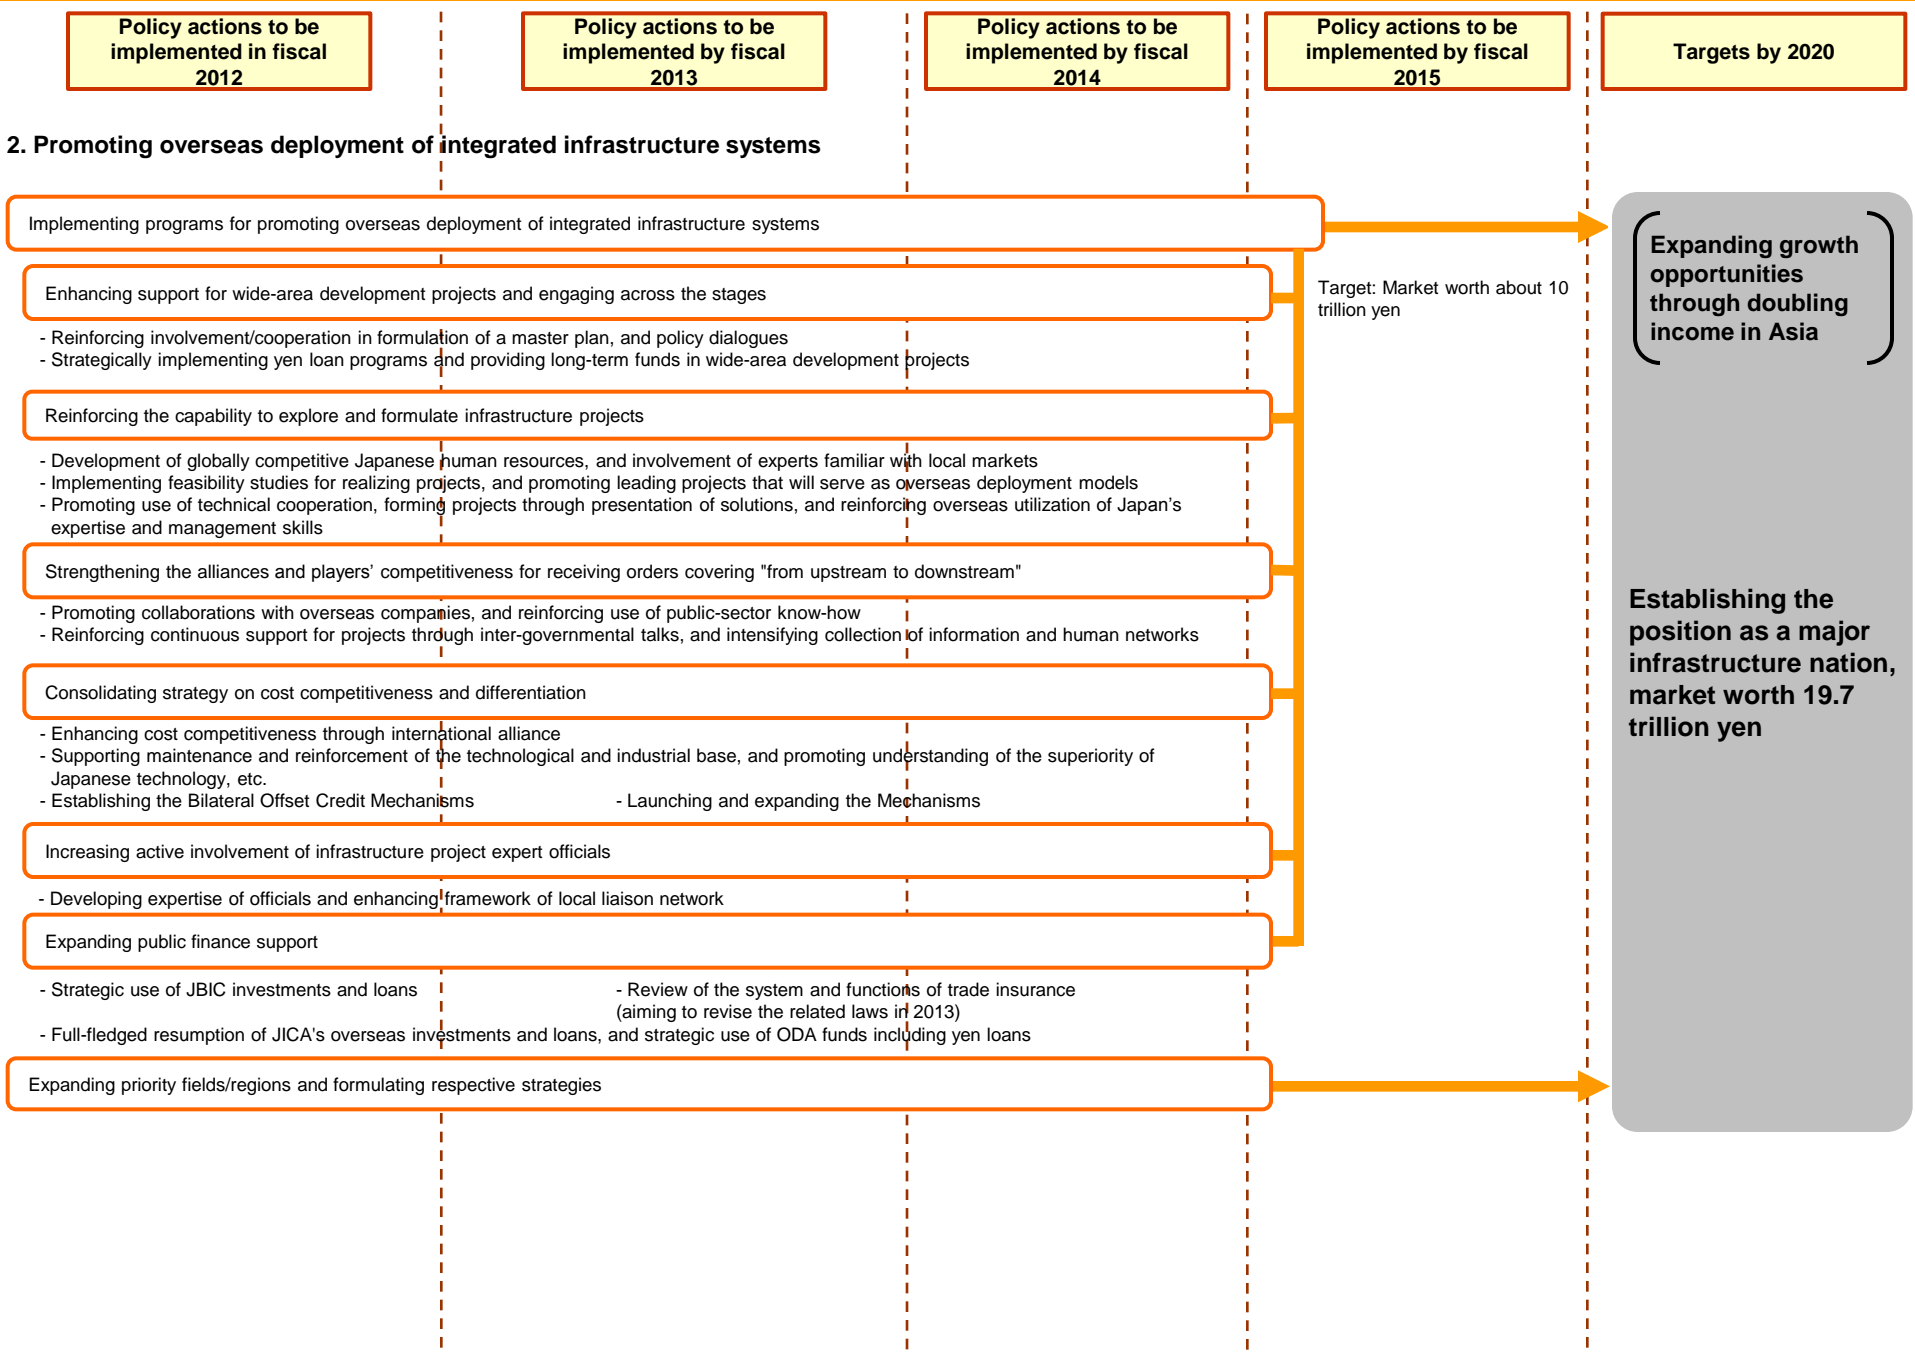 Policy actions to be
implemented in fiscal
2012
Policy actions to be
implemented by fiscal
2013
Policy actions to be
implemented by fiscal
2014
Policy actions to be
implemented by fiscal
2015
Targets by 2020
2. Promoting overseas deployment of integrated infrastructure systems
Implementing programs for promoting overseas deployment of integrated infrastructure systems
Enhancing support for wide-area development projects and engaging across the stages
- Reinforcing involvement/cooperation in formulation of a master plan, and policy dialogues
- Strategically implementing yen loan programs and providing long-term funds in wide-area development projects
Reinforcing the capability to explore and formulate infrastructure projects
- Development of globally competitive Japanese human resources, and involvement of experts familiar with local markets
- Implementing feasibility studies for realizing projects, and promoting leading projects that will serve as overseas deployment models
- Promoting use of technical cooperation, forming projects through presentation of solutions, and reinforcing overseas utilization of Japan's
expertise and management skills
Strengthening the alliances and players' competitiveness for receiving orders covering "from upstream to downstream"
- Promoting collaborations with overseas companies, and reinforcing use of public-sector know-how
- Reinforcing continuous support for projects through inter-governmental talks, and intensifying collection of information and human networks
Consolidating strategy on cost competitiveness and differentiation
- Enhancing cost competitiveness through international alliance
- Supporting maintenance and reinforcement of the technological and industrial base, and promoting understanding of the superiority of
Japanese technology, etc.
- Establishing the Bilateral Offset Credit Mechanisms
- Launching and expanding the Mechanisms
Increasing active involvement of infrastructure project expert officials
- Developing expertise of officials and enhancing framework of local liaison network
Expanding public finance support
- Strategic use of JBIC investments and loans
- Review of the system and functions of trade insurance
(aiming to revise the related laws in 2013)
- Full-fledged resumption of JICA's overseas investments and loans, and strategic use of ODA funds including yen loans
Expanding priority fields/regions and formulating respective strategies
Target: Market worth about 10
trillion yen
Expanding growth
opportunities
through doubling
income in Asia
Establishing the
position as a major
infrastructure nation,
market worth 19.7
trillion yen